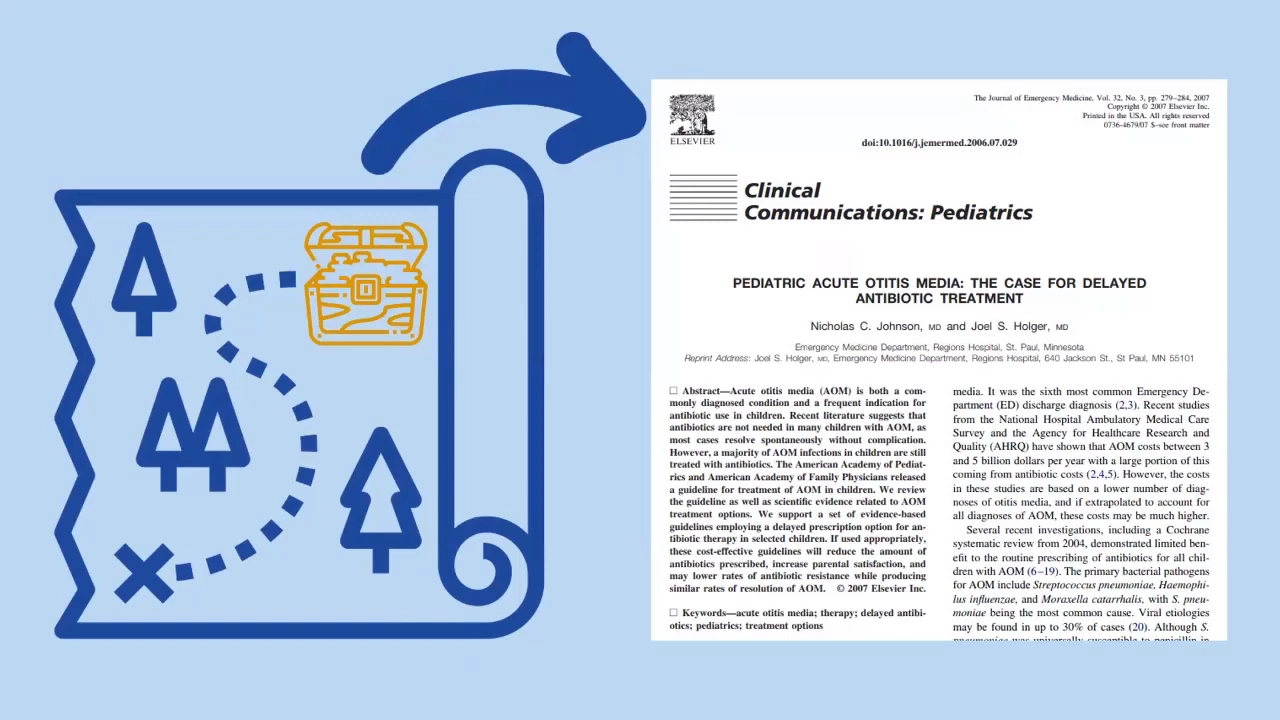 ELSEVIER
The Journal of Emergency Medicine, Vol. 32, No. 3, pp. 279–284, 2007
Copyright © 2007 Elsevier Inc.
Printed in the USA. All rights reserved
0736-4679/07 $–see front matter
doi:10.1016/j.jemermed.2006.07.029
Clinical
Communications: Pediatrics
PEDIATRIC ACUTE OTITIS MEDIA: THE CASE FOR DELAYED
ANTIBIOTIC TREATMENT
Nicholas C. Johnson, MD and Joel S. Holger, MD
Emergency Medicine Department, Regions Hospital, St. Paul, Minnesota
Reprint Address: Joel S. Holger, MD, Emergency Medicine Department, Regions Hospital, 640 Jackson St., St Paul, MN 55101
□ Abstract—Acute otitis media (AOM) is both a com-
monly diagnosed condition and a frequent indication for
antibiotic use in children. Recent literature suggests that
antibiotics are not needed in many children with AOM, as
most cases resolve spontaneously without complication.
However, a majority of AOM infections in children are still
treated with antibiotics. The American Academy of Pediat-
rics and American Academy of Family Physicians released
a guideline for treatment of AOM in children. We review
the guideline as well as scientific evidence related to AOM
treatment options. We support a set of evidence-based
guidelines employing a delayed prescription option for an-
tibiotic therapy in selected children. If used appropriately,
these cost-effective guidelines will reduce the amount of
antibiotics prescribed, increase parental satisfaction, and
may lower rates of antibiotic resistance while producing
similar rates of resolution of AOM. © 2007 Elsevier Inc.
□ Keywords—acute otitis media; therapy; delayed antibi-
otics; pediatrics; treatment options
media. It was the sixth most common Emergency De-
partment (ED) discharge diagnosis (2,3). Recent studies
from the National Hospital Ambulatory Medical Care
Survey and the Agency for Healthcare Research and
Quality (AHRQ) have shown that AOM costs between 3
and 5 billion dollars per year with a large portion of this
coming from antibiotic costs (2,4,5). However, the costs
in these studies are based on a lower number of diag-
noses of otitis media, and if extrapolated to account for
all diagnoses of AOM, these costs may be much higher.
Several recent investigations, including a Cochrane
systematic review from 2004, demonstrated limited ben-
efit to the routine prescribing of antibiotics for all chil-
dren with AOM (6–19). The primary bacterial pathogens
for AOM include Streptococcus pneumoniae, Haemophi-
lus influenzae, and Moraxella catarrhalis, with S. pneu-
moniae being the most common cause. Viral etiologies
may be found in up to 30% of cases (20). Although S.
pneumoniae was universally susceptible to penicillin in